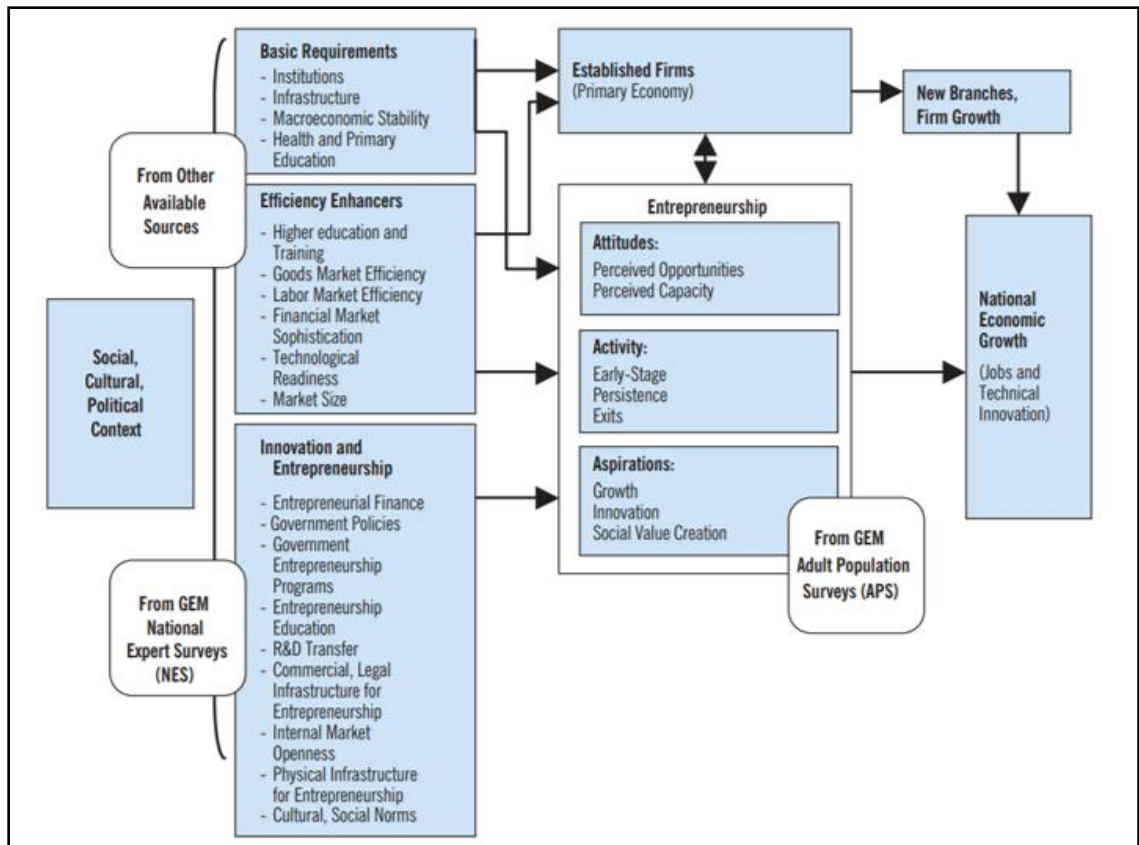 Basic Requirements
- Institutions
- Infrastructure
- Macroeconomic Stability
- Health and Primary
Education
From Other
Available
Sources
Efficiency Enhancers
- Higher education and
Training
- Goods Market Efficiency
- Labor Market Efficiency
- Financial Market
Sophistication
- Technological
Readiness
- Market Size
Social,
Cultural,
Political
Context
Innovation and
Entrepreneurship
- Entrepreneurial Finance
- Government Policies
- Government
Entrepreneurship
Programs
- Entrepreneurship
Education
- R&D Transfer
- Commercial, Legal
Infrastructure for
Entrepreneurship
- Internal Market
Openness
- Physical Infrastructure
for Entrepreneurship
- Cultural, Social Norms
From GEM
National
Expert Surveys
(NES)
Established Firms
(Primary Economy)
New Branches,
Firm Growth
Entrepreneurship
Attitudes:
Perceived Opportunities
Perceived Capacity
Activity:
Early-Stage
Persistence
Exits
Aspirations:
Growth
Innovation
Social Value Creation
From GEM
Adult Population
Surveys (APS)
National
Economic
Growth
(Jobs and
Technical
Innovation)